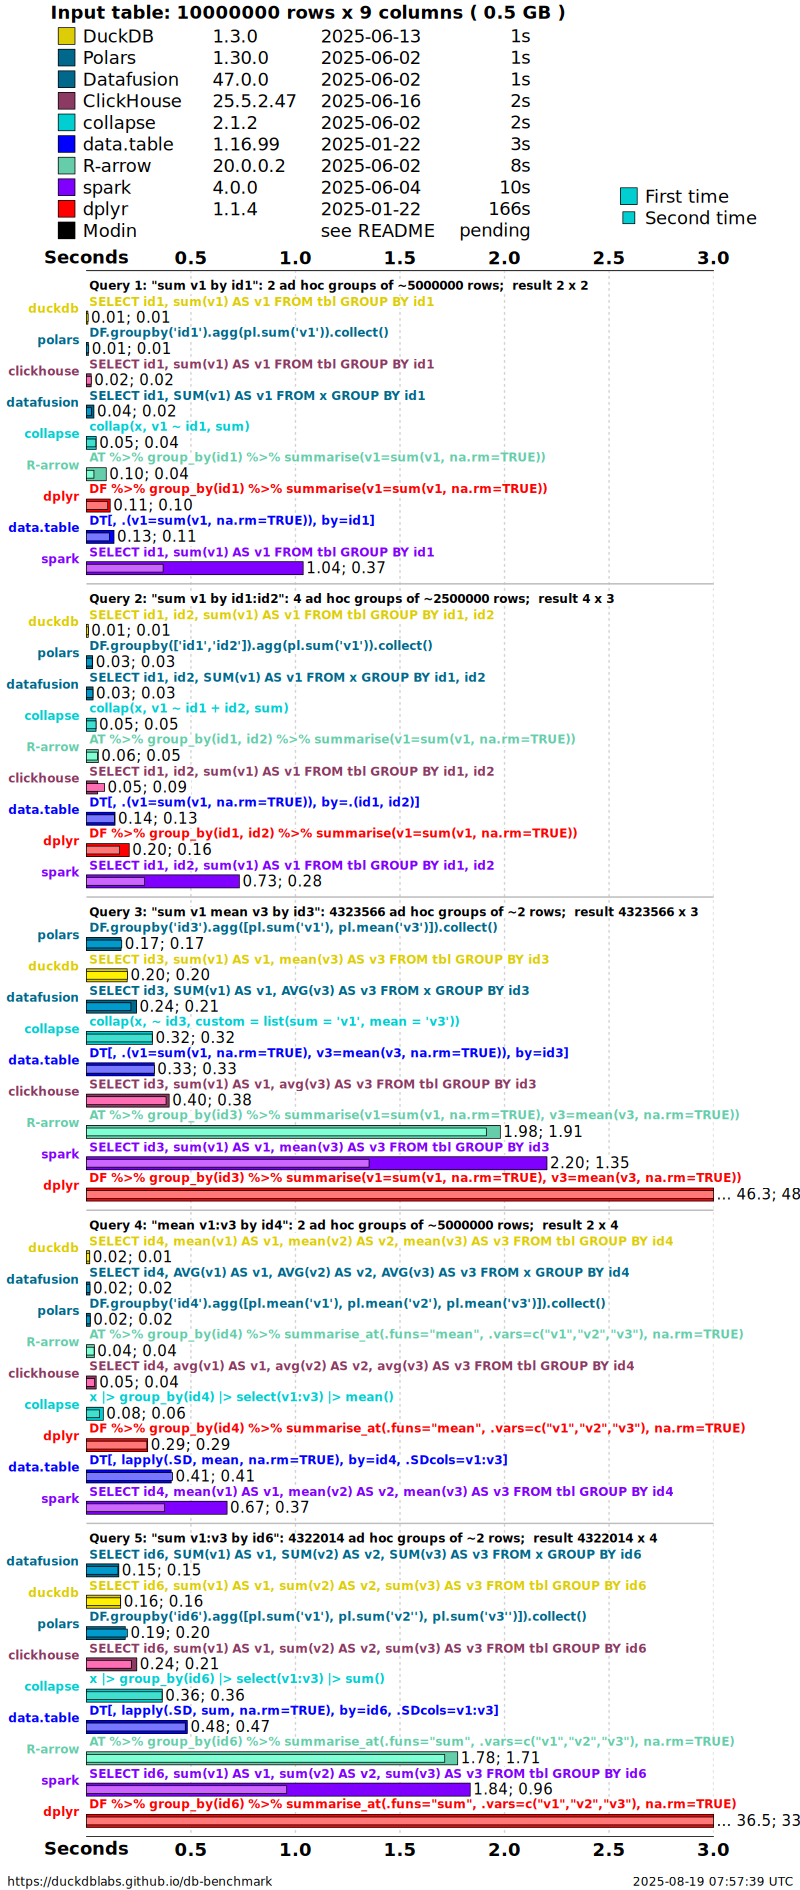 Input table: 10000000 rows x 9 columns ( 0.5 GB )
DuckDB 1.3.0 2025-06-13 1s
Polars 1.30.0 2025-06-02 1s
Datafusion 47.0.0 2025-06-02 1s
ClickHouse 25.5.2.47 2025-06-16 2s
collapse 2.1.2 2025-06-02 2s
data.table 1.16.99 2025-01-22 3s
R-arrow 20.0.0.2 2025-06-02 8s
spark 4.0.0 2025-06-04 10s
dplyr 1.1.4 2025-01-22 166s
Modin see README pending
First time
Second time
Seconds 0.5 1.0 1.5 2.0 2.5 3.0
Query 1: "sum v1 by id1": 2 ad hoc groups of ~5000000 rows; result 2 x 2
duckdb SELECT id1, sum(v1) AS v1 FROM tbl GROUP BY id1
0.01; 0.01
polars DF.groupby('id1').agg(pl.sum('v1')).collect()
0.01; 0.01
clickhouse SELECT id1, sum(v1) AS v1 FROM tbl GROUP BY id1
0.02; 0.02
datafusion SELECT id1, SUM(v1) AS v1 FROM x GROUP BY id1
0.04; 0.02
collapse collap(x, v1 ~ id1, sum)
0.05; 0.04
R-arrow AT %>% group_by(id1) %>% summarise(v1=sum(v1, na.rm=TRUE))
0.10; 0.04
dplyr DF %>% group_by(id1) %>% summarise(v1=sum(v1, na.rm=TRUE))
0.11; 0.10
data.table DT[, .(v1=sum(v1, na.rm=TRUE)), by=id1]
0.13; 0.11
spark SELECT id1, sum(v1) AS v1 FROM tbl GROUP BY id1
1.04; 0.37
Query 2: "sum v1 by id1:id2": 4 ad hoc groups of ~2500000 rows; result 4 x 3
duckdb SELECT id1, id2, sum(v1) AS v1 FROM tbl GROUP BY id1, id2
0.01; 0.01
polars DF.groupby(['id1','id2']).agg(pl.sum('v1')).collect()
0.03; 0.03
datafusion SELECT id1, id2, SUM(v1) AS v1 FROM x GROUP BY id1, id2
0.03; 0.03
collapse collap(x, v1 ~ id1 + id2, sum)
0.05; 0.05
R-arrow AT %>% group_by(id1, id2) %>% summarise(v1=sum(v1, na.rm=TRUE))
0.06; 0.05
clickhouse SELECT id1, id2, sum(v1) AS v1 FROM tbl GROUP BY id1, id2
0.05; 0.09
data.table DT[, .(v1=sum(v1, na.rm=TRUE)), by=.(id1, id2)]
0.14; 0.13
dplyr DF %>% group_by(id1, id2) %>% summarise(v1=sum(v1, na.rm=TRUE))
0.20; 0.16
spark SELECT id1, id2, sum(v1) AS v1 FROM tbl GROUP BY id1, id2
0.73; 0.28
Query 3: "sum v1 mean v3 by id3": 4323566 ad hoc groups of ~2 rows; result 4323566 x 3
polars DF.groupby('id3').agg([pl.sum('v1'), pl.mean('v3')]).collect()
0.17; 0.17
duckdb SELECT id3, sum(v1) AS v1, mean(v3) AS v3 FROM tbl GROUP BY id3
0.20; 0.20
datafusion SELECT id3, SUM(v1) AS v1, AVG(v3) AS v3 FROM x GROUP BY id3
0.24; 0.21
collapse collap(x, ~ id3, custom = list(sum = 'v1', mean = 'v3'))
0.32; 0.32
data.table DT[, .(v1=sum(v1, na.rm=TRUE), v3=mean(v3, na.rm=TRUE)), by=id3]
0.33; 0.33
clickhouse SELECT id3, sum(v1) AS v1, avg(v3) AS v3 FROM tbl GROUP BY id3
0.40; 0.38
R-arrow AT %>% group_by(id3) %>% summarise(v1=sum(v1, na.rm=TRUE), v3=mean(v3, na.rm=TRUE))
1.98; 1.91
spark SELECT id3, sum(v1) AS v1, mean(v3) AS v3 FROM tbl GROUP BY id3
2.20; 1.35
dplyr DF %>% group_by(id3) %>% summarise(v1=sum(v1, na.rm=TRUE), v3=mean(v3, na.rm=TRUE))
... 46.3; 48
Query 4: "mean v1:v3 by id4": 2 ad hoc groups of ~5000000 rows; result 2 x 4
duckdb SELECT id4, mean(v1) AS v1, mean(v2) AS v2, mean(v3) AS v3 FROM tbl GROUP BY id4
0.02; 0.01
datafusion SELECT id4, AVG(v1) AS v1, AVG(v2) AS v2, AVG(v3) AS v3 FROM x GROUP BY id4
0.02; 0.02
polars DF.groupby('id4').agg([pl.mean('v1'), pl.mean('v2'), pl.mean('v3')]).collect()
0.02; 0.02
R-arrow AT %>% group_by(id4) %>% summarise_at(.funs="mean", .vars=c("v1","v2","v3"), na.rm=TRUE)
0.04; 0.04
clickhouse SELECT id4, avg(v1) AS v1, avg(v2) AS v2, avg(v3) AS v3 FROM tbl GROUP BY id4
0.05; 0.04
collapse x |> group_by(id4) |> select(v1:v3) |> mean()
0.08; 0.06
dplyr DF %>% group_by(id4) %>% summarise_at(.funs="mean", .vars=c("v1","v2","v3"), na.rm=TRUE)
0.29; 0.29
data.table DT[, lapply(.SD, mean, na.rm=TRUE), by=id4, .SDcols=v1:v3]
0.41; 0.41
spark SELECT id4, mean(v1) AS v1, mean(v2) AS v2, mean(v3) AS v3 FROM tbl GROUP BY id4
0.67; 0.37
Query 5: "sum v1:v3 by id6": 4322014 ad hoc groups of ~2 rows; result 4322014 x 4
datafusion SELECT id6, SUM(v1) AS v1, SUM(v2) AS v2, SUM(v3) AS v3 FROM x GROUP BY id6
0.15; 0.15
duckdb SELECT id6, sum(v1) AS v1, sum(v2) AS v2, sum(v3) AS v3 FROM tbl GROUP BY id6
0.16; 0.16
polars DF.groupby('id6').agg([pl.sum('v1'), pl.sum('v2''), pl.sum('v3'')]).collect()
0.19; 0.20
clickhouse SELECT id6, sum(v1) AS v1, sum(v2) AS v2, sum(v3) AS v3 FROM tbl GROUP BY id6
0.24; 0.21
collapse x |> group_by(id6) |> select(v1:v3) |> sum()
0.36; 0.36
data.table DT[, lapply(.SD, sum, na.rm=TRUE), by=id6, .SDcols=v1:v3]
0.48; 0.47
R-arrow AT %>% group_by(id6) %>% summarise_at(.funs="sum", .vars=c("v1","v2","v3"), na.rm=TRUE)
1.78; 1.71
spark SELECT id6, sum(v1) AS v1, sum(v2) AS v2, sum(v3) AS v3 FROM tbl GROUP BY id6
1.84; 0.96
dplyr DF %>% group_by(id6) %>% summarise_at(.funs="sum", .vars=c("v1","v2","v3"), na.rm=TRUE)
... 36.5; 33
Seconds 0.5 1.0 1.5 2.0 2.5 3.0
https://duckdblabs.github.io/db-benchmark 2025-08-19 07:57:39 UTC